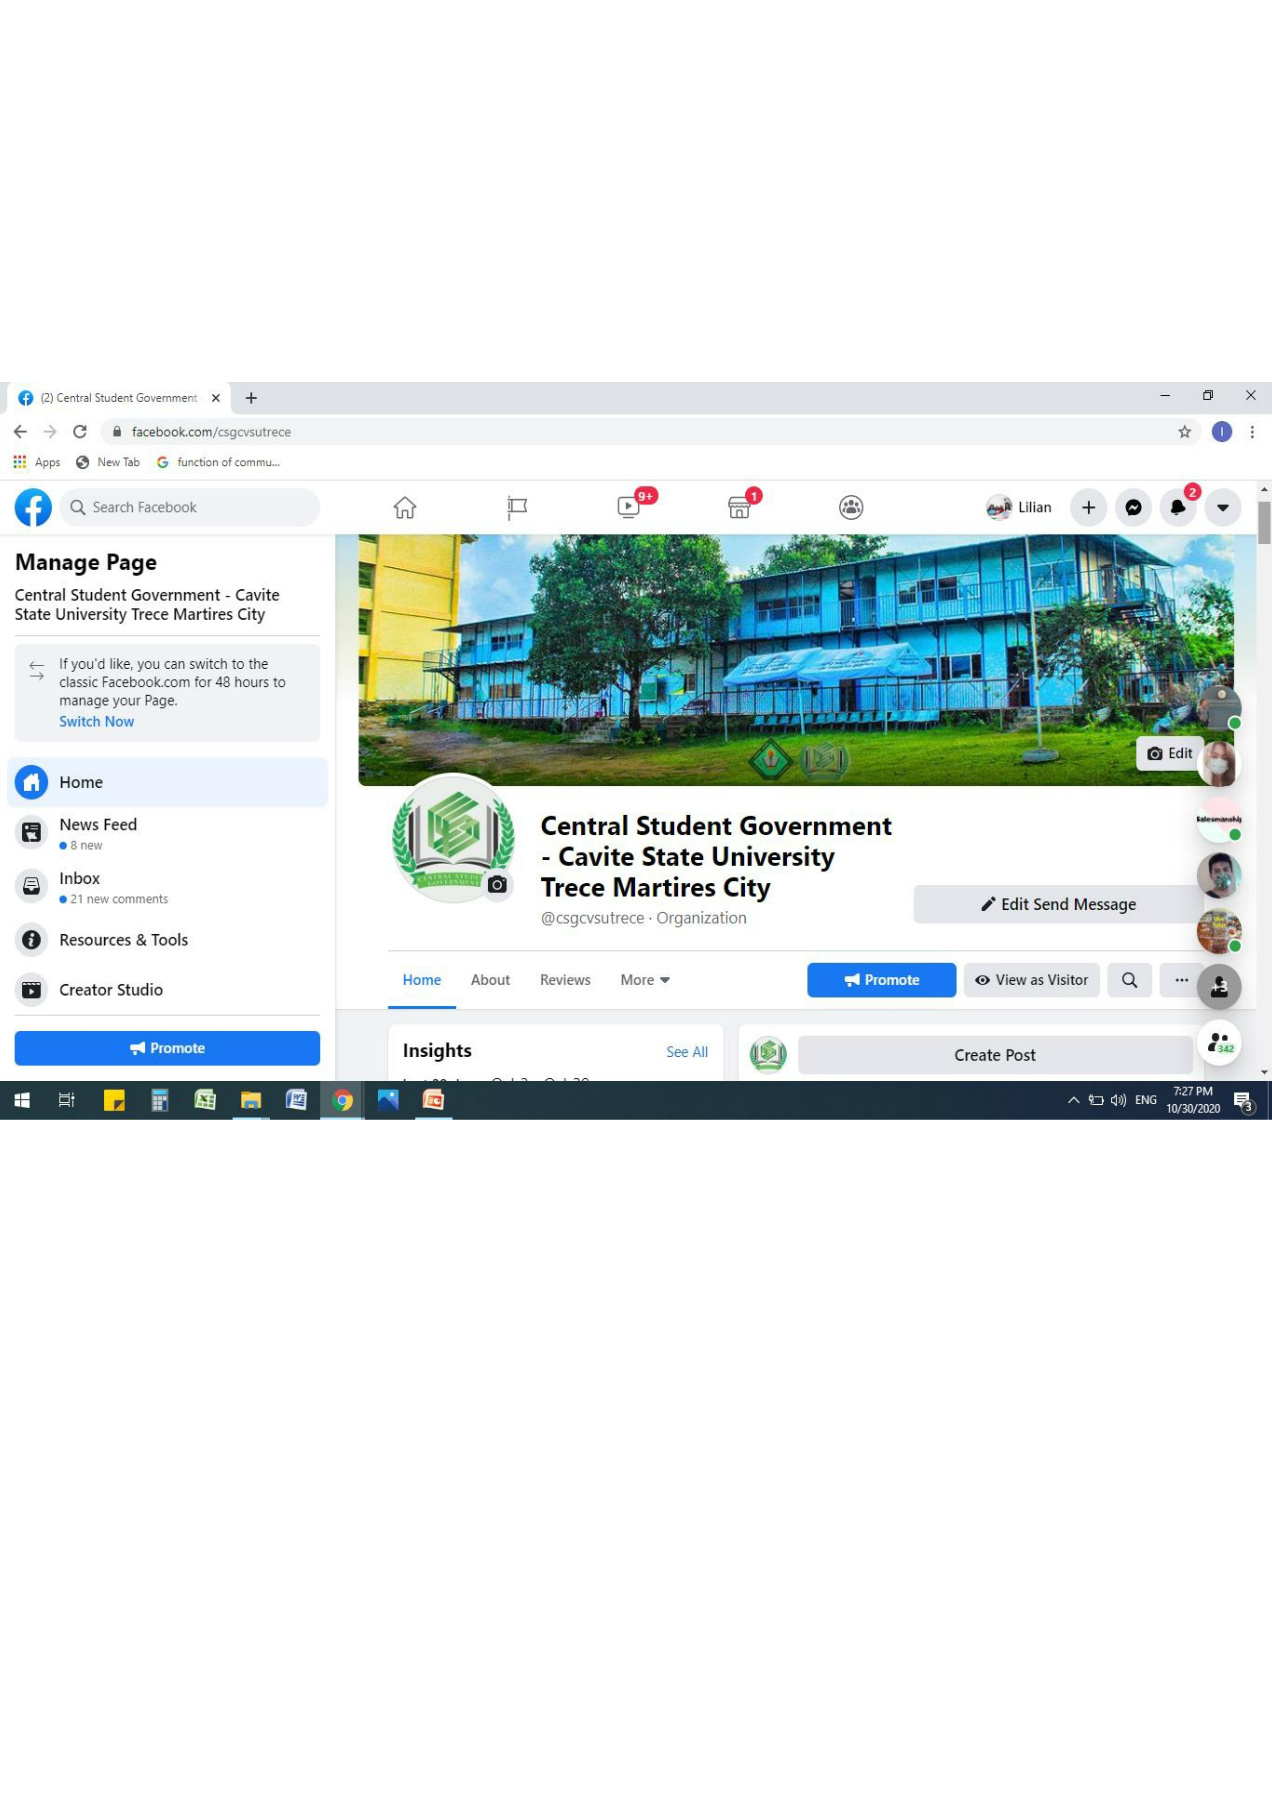 (2) Central Student Government
facebook.com/csgcvsutrece
Apps
New Tab
function of commu...
Search Facebook
9+
1
Lilian
2
Manage Page
Central Student Government - Cavite
State University Trece Martires City
If you'd like, you can switch to the
classic Facebook.com for 48 hours to
manage your Page.
Switch Now
Home
News Feed
8 new
Inbox
21 new comments
Resources & Tools
Creator Studio
Promote
Edit
Salesmanship
CENTRAL STUDENT
GOVERNMENT
Central Student Government
- Cavite State University
Trece Martires City
@csgcvsutrece · Organization
Edit Send Message
Home
About
Reviews
More
Promote
View as Visitor
+3
342
Insights
See All
Create Post
ENG
7:27 PM
10/30/2020
3